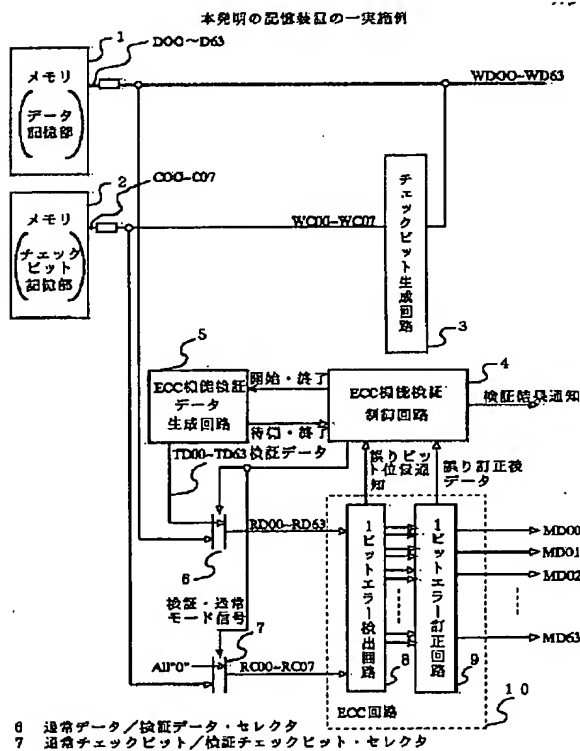 本発明の記憶装置の一実施例
1
D00~D63
メモリ
(データ
記憶部)
WD00~WD63
2
C00~C07
メモリ
(チェック
ビット
記憶部)
WC00~WC07
チェックビット生成回路
3
5
ECC機能検証
データ
生成回路
開始・終了
待機・終了
4
ECC機能検証
制御回路
検証結果通知
TD00~TD63 検証データ
誤りビッ
ト位置通
知
誤り訂正後
データ
6
RD00~RD63
検証・通常
モード信号
7
All"0"
RC00~RC07
1ビットエラー検出回路
8
1ビットエラー訂正回路
9
MD00
MD01
MD02
MD63
ECC回路
10
6 通常データ/検証データ・セレクタ
7 通常チェックビット/検証チェックビット・セレクタ